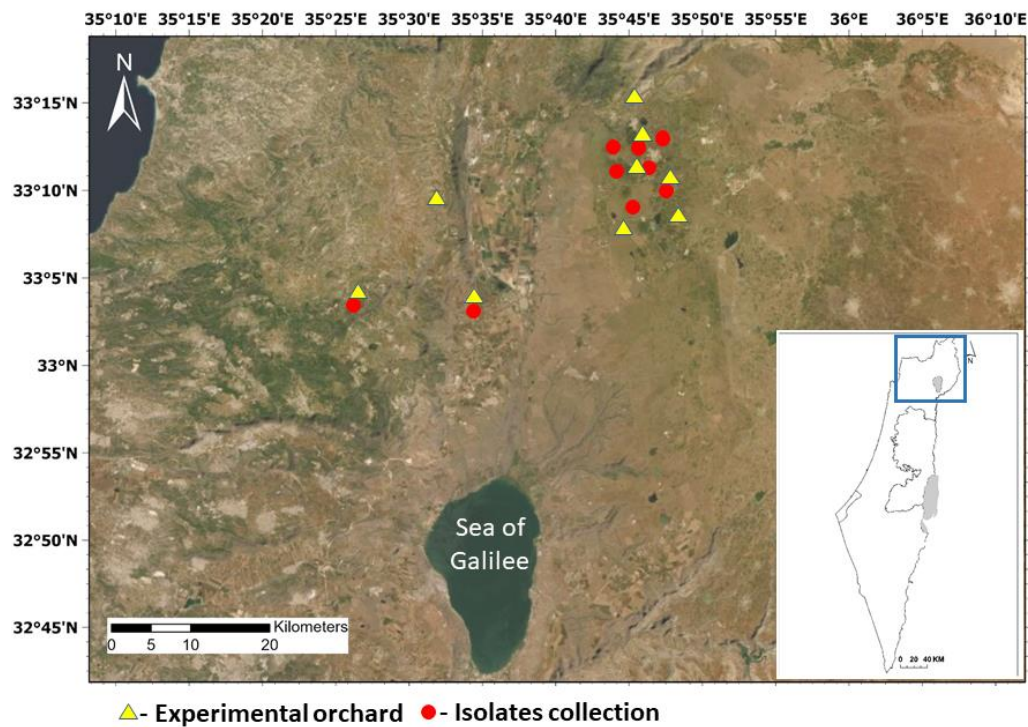 35°10'E 35°15'E 35°20'E 35°25'E 35°30'E 35°35'E 35°40'E 35°45'E 35°50'E 35°55'E 36°E 36°05'E 36°10'E
N
33°15'N
33°10'N
33°5'N
33°N
32°55'N
32°50'N
32°45'N
Sea of
Galilee
Kilometers
0 5 10 20
N
0 20 40 KM
- Experimental orchard - Isolates collection